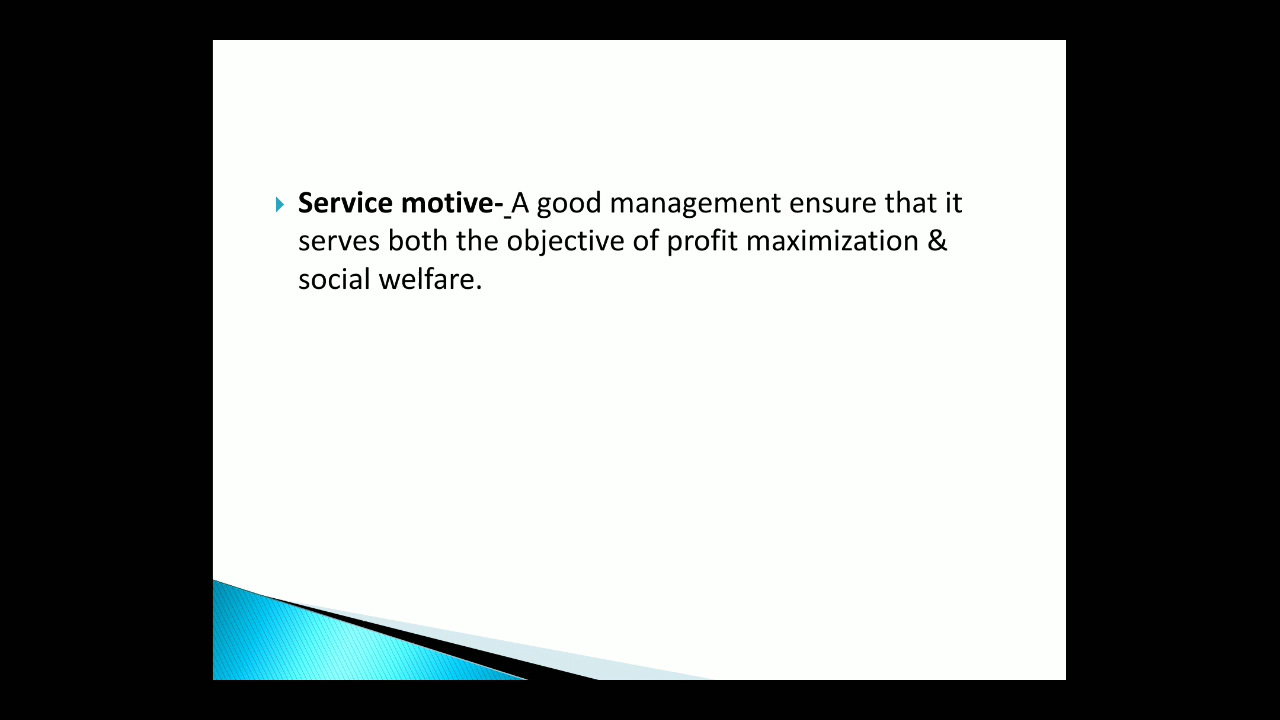 Service motive- A good management ensure that it
serves both the objective of profit maximization &
social welfare.